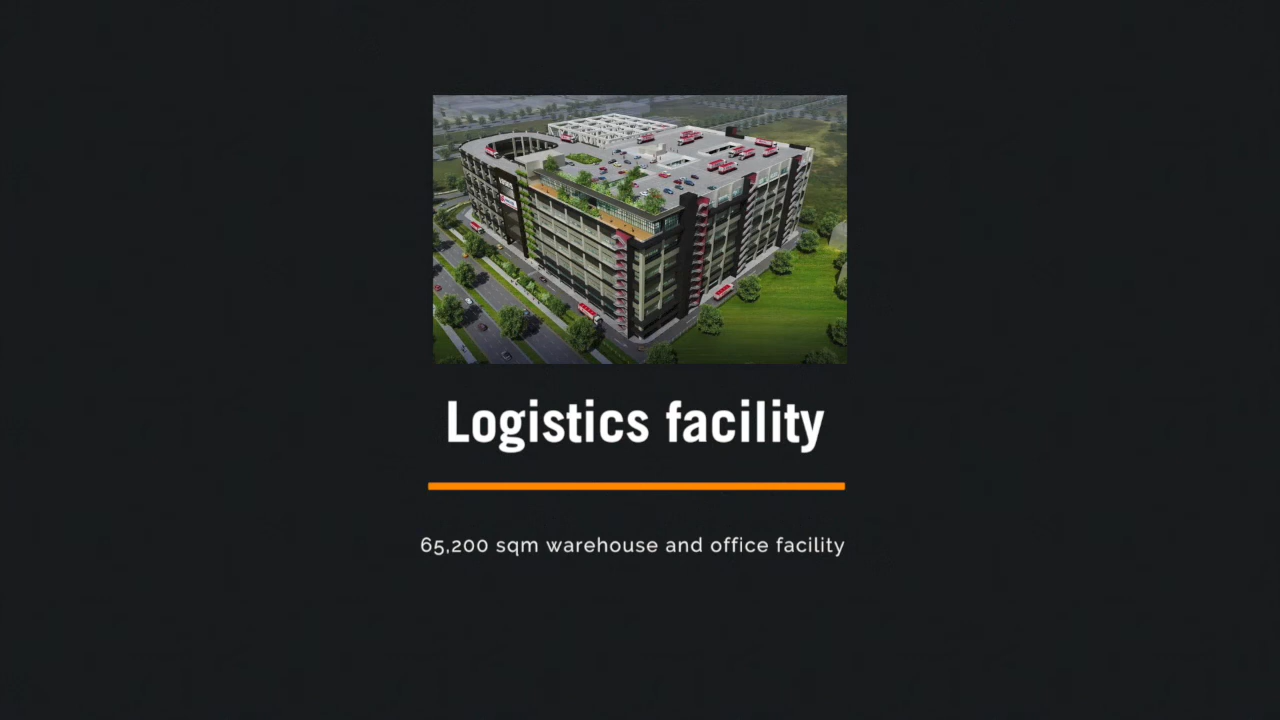 Logistics facility
65,200 sqm warehouse and office facility